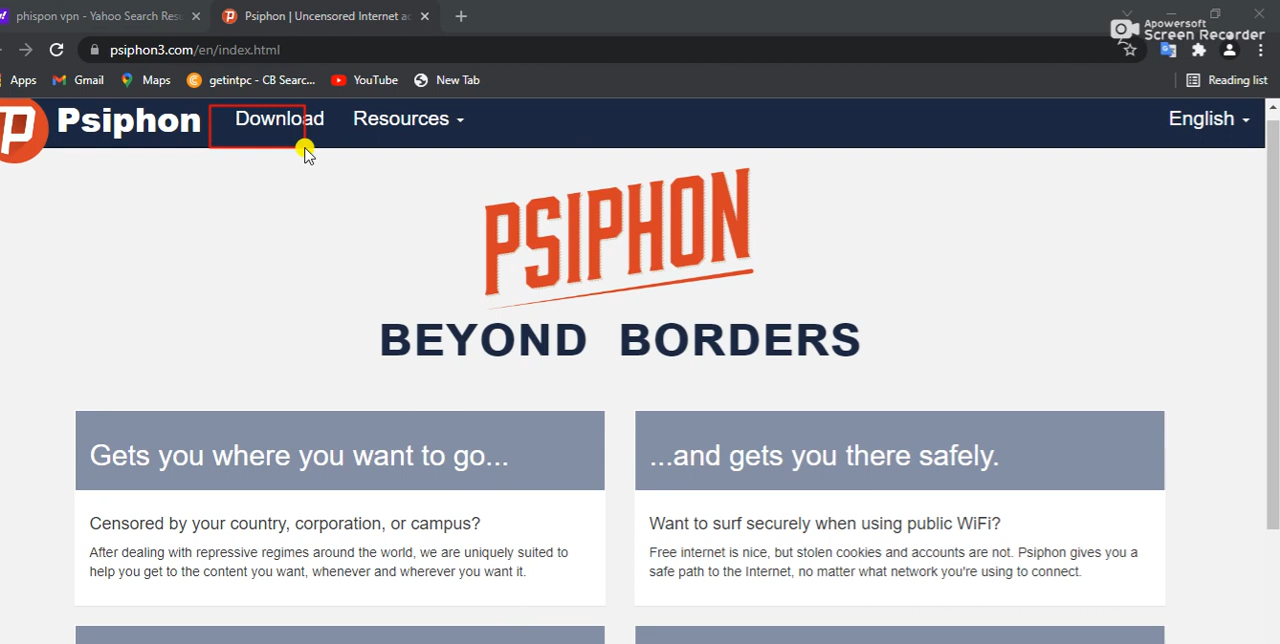 phispon vpn - Yahoo Search Resu
Psiphon | Uncensored Internet ac
Apowersoft
Screen Recorder
psiphon3.com/en/index.html
Apps
Gmail
Maps
getintpc - CB Searc...
YouTube
New Tab
Reading list
Psiphon
Download
Resources
English
PSIPHON
BEYOND BORDERS
Gets you where you want to go...
Censored by your country, corporation, or campus?
After dealing with repressive regimes around the world, we are uniquely suited to
help you get to the content you want, whenever and wherever you want it.
...and gets you there safely.
Want to surf securely when using public WiFi?
Free internet is nice, but stolen cookies and accounts are not. Psiphon gives you a
safe path to the Internet, no matter what network you're using to connect.